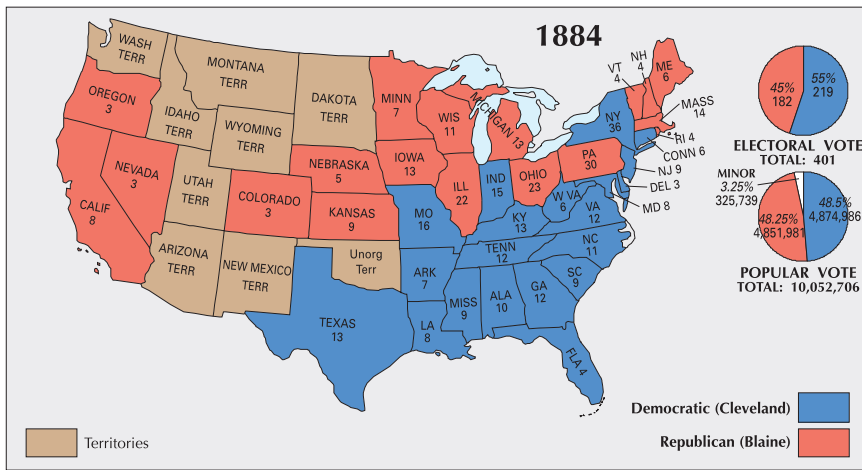 1884
WASH
TERR
MONTANA
TERR
DAKOTA
TERR
MINN
7
OREGON
3
IDAHO
TERR
WYOMING
TERR
WIS
11
MICHIGAN 13
VT
4
NH
4
ME
6
MASS
14
NY
36
RI 4
CONN 6
NJ 9
DEL 3
MD 8
PA
30
NEVADA
3
UTAH
TERR
COLORADO
3
NEBRASKA
5
IOWA
13
ILL
22
IND
15
OHIO
23
W VA
6
VA
12
CALIF
8
KANSAS
9
MO
16
KY
13
ARIZONA
TERR
NEW MEXICO
TERR
Unorg
Terr
ARK
7
TENN
12
NC
11
SC
9
TEXAS
13
LA
8
MISS
9
ALA
10
GA
12
FLA 4
45%
182
55%
219
ELECTORAL VOTE
TOTAL: 401
MINOR
3.25%
325,739
48.5%
4,874,986
48.25%
4,851,981
POPULAR VOTE
TOTAL: 10,052,706
Territories
Democratic (Cleveland)
Republican (Blaine)